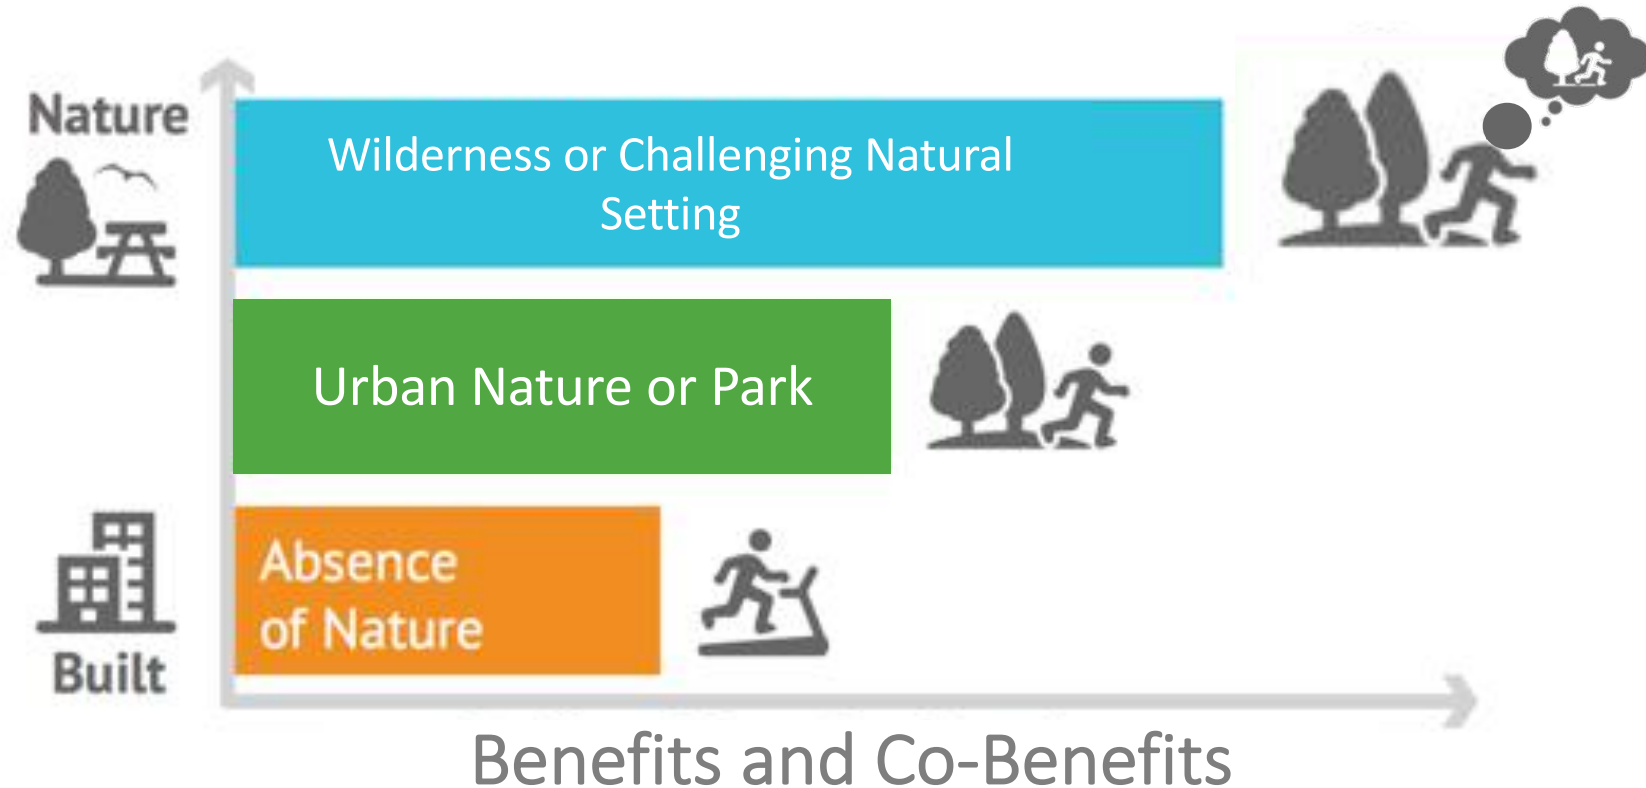 Nature
Wilderness or Challenging Natural
Setting
Urban Nature or Park
Absence
of Nature
Built
Benefits and Co-Benefits